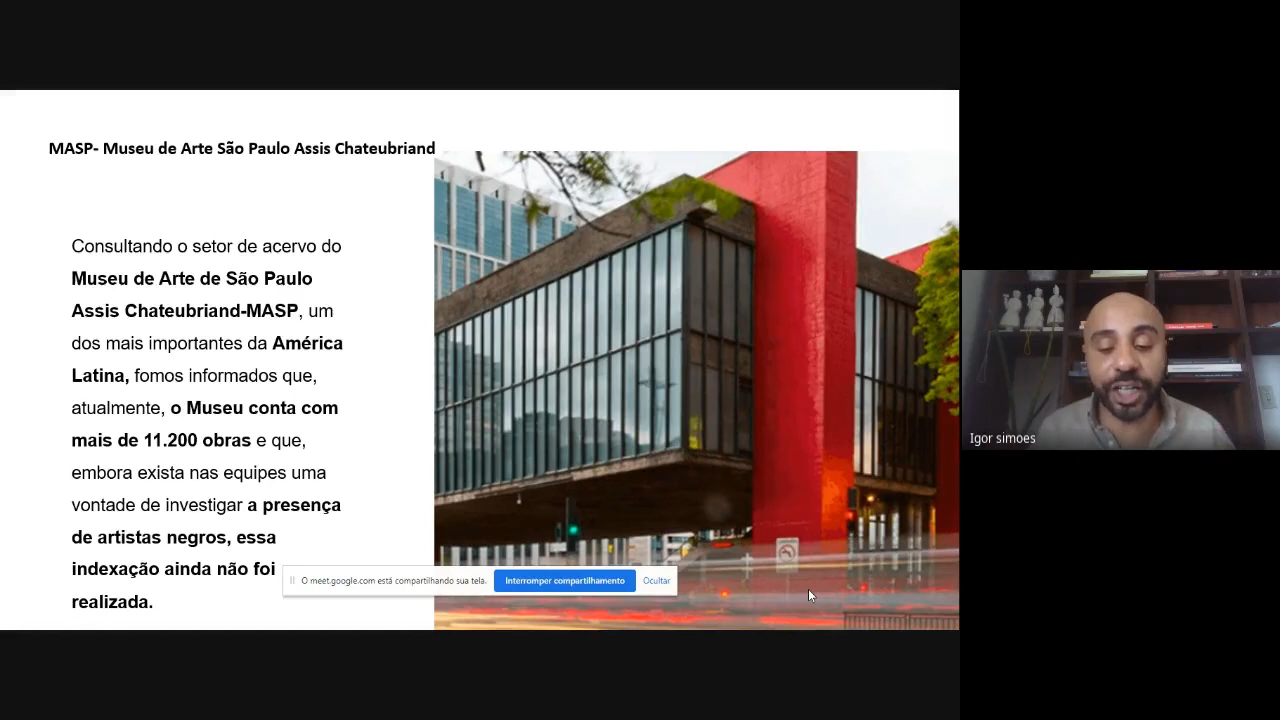 MASP- Museu de Arte São Paulo Assis Chateubriand
Consultando o setor de acervo do
Museu de Arte de São Paulo
Assis Chateubriand-MASP, um
dos mais importantes da América
Latina, fomos informados que,
atualmente, o Museu conta com
mais de 11.200 obras e que,
embora exista nas equipes uma
vontade de investigar a presença
de artistas negros, essa
indexação ainda não foi
realizada.
O meet.google.com está compartilhando sua tela.
Interromper compartilhamento
Ocultar
Igor simoes